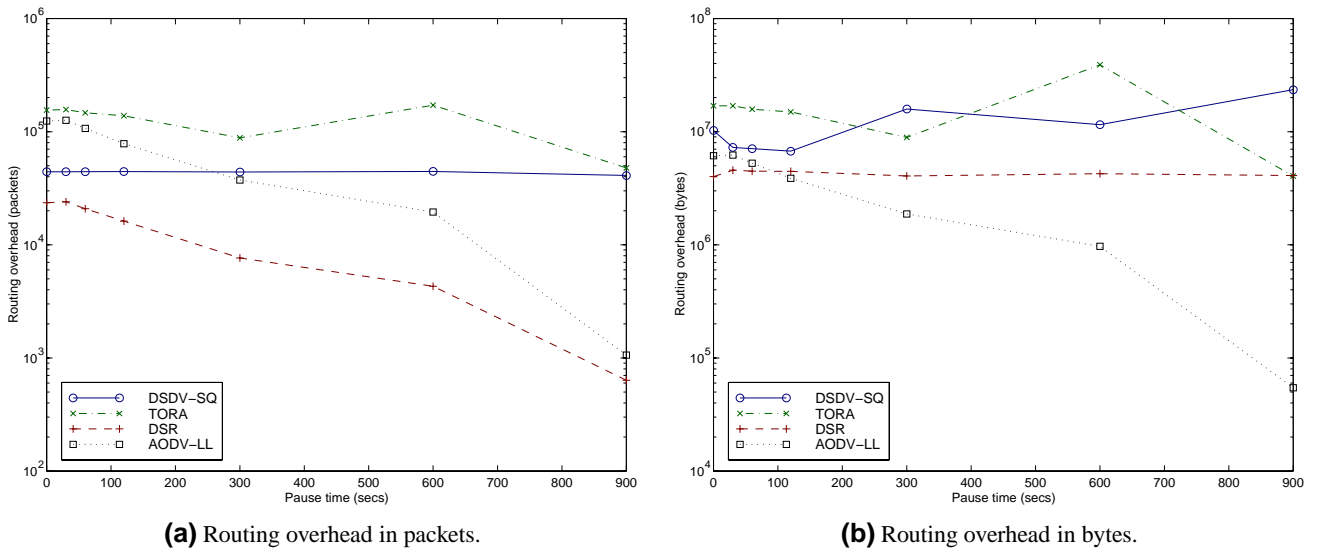 10^6
10^5
10^4
10^3
10^2
0 100 200 300 400 500 600 700 800 900
Pause time (secs)
Routing overhead (packets)
DSDV−SQ
TORA
DSR
AODV−LL
(a) Routing overhead in packets.
10^8
10^7
10^6
10^5
10^4
0 100 200 300 400 500 600 700 800 900
Pause time (secs)
Routing overhead (bytes)
DSDV−SQ
TORA
DSR
AODV−LL
(b) Routing overhead in bytes.